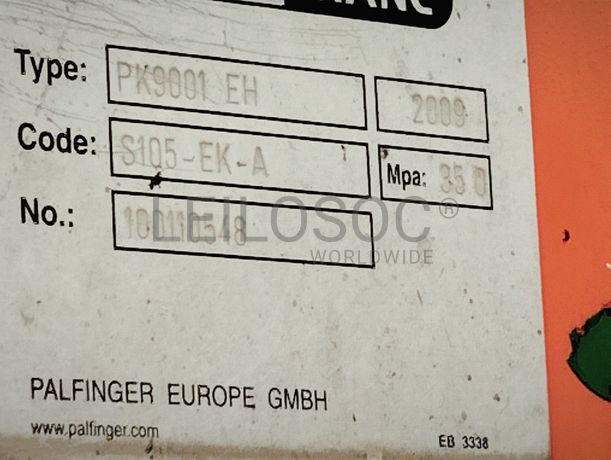 Type: PK9001 EH 2009
Code: S105-EK-A Mpa: 35 0
No.: 100110548
LEILOSOC®
WORLDWIDE
PALFINGER EUROPE GMBH
www.palfinger.com
EB 3338